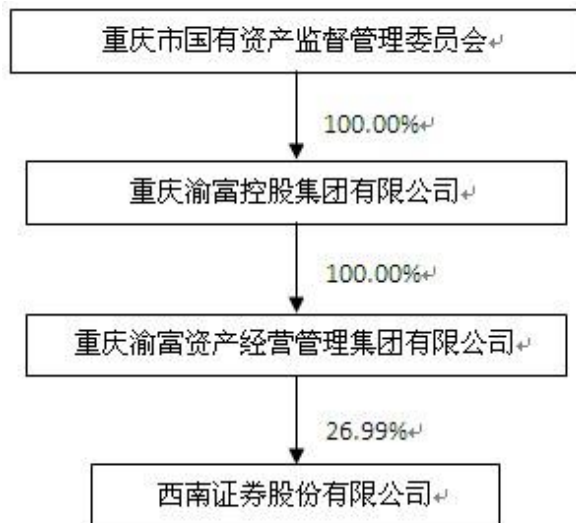 重庆市国有资产监督管理委员会↵
100.00%↵
重庆渝富控股集团有限公司↵
100.00%↵
重庆渝富资产经营管理集团有限公司↵
26.99%↵
西南证券股份有限公司↵